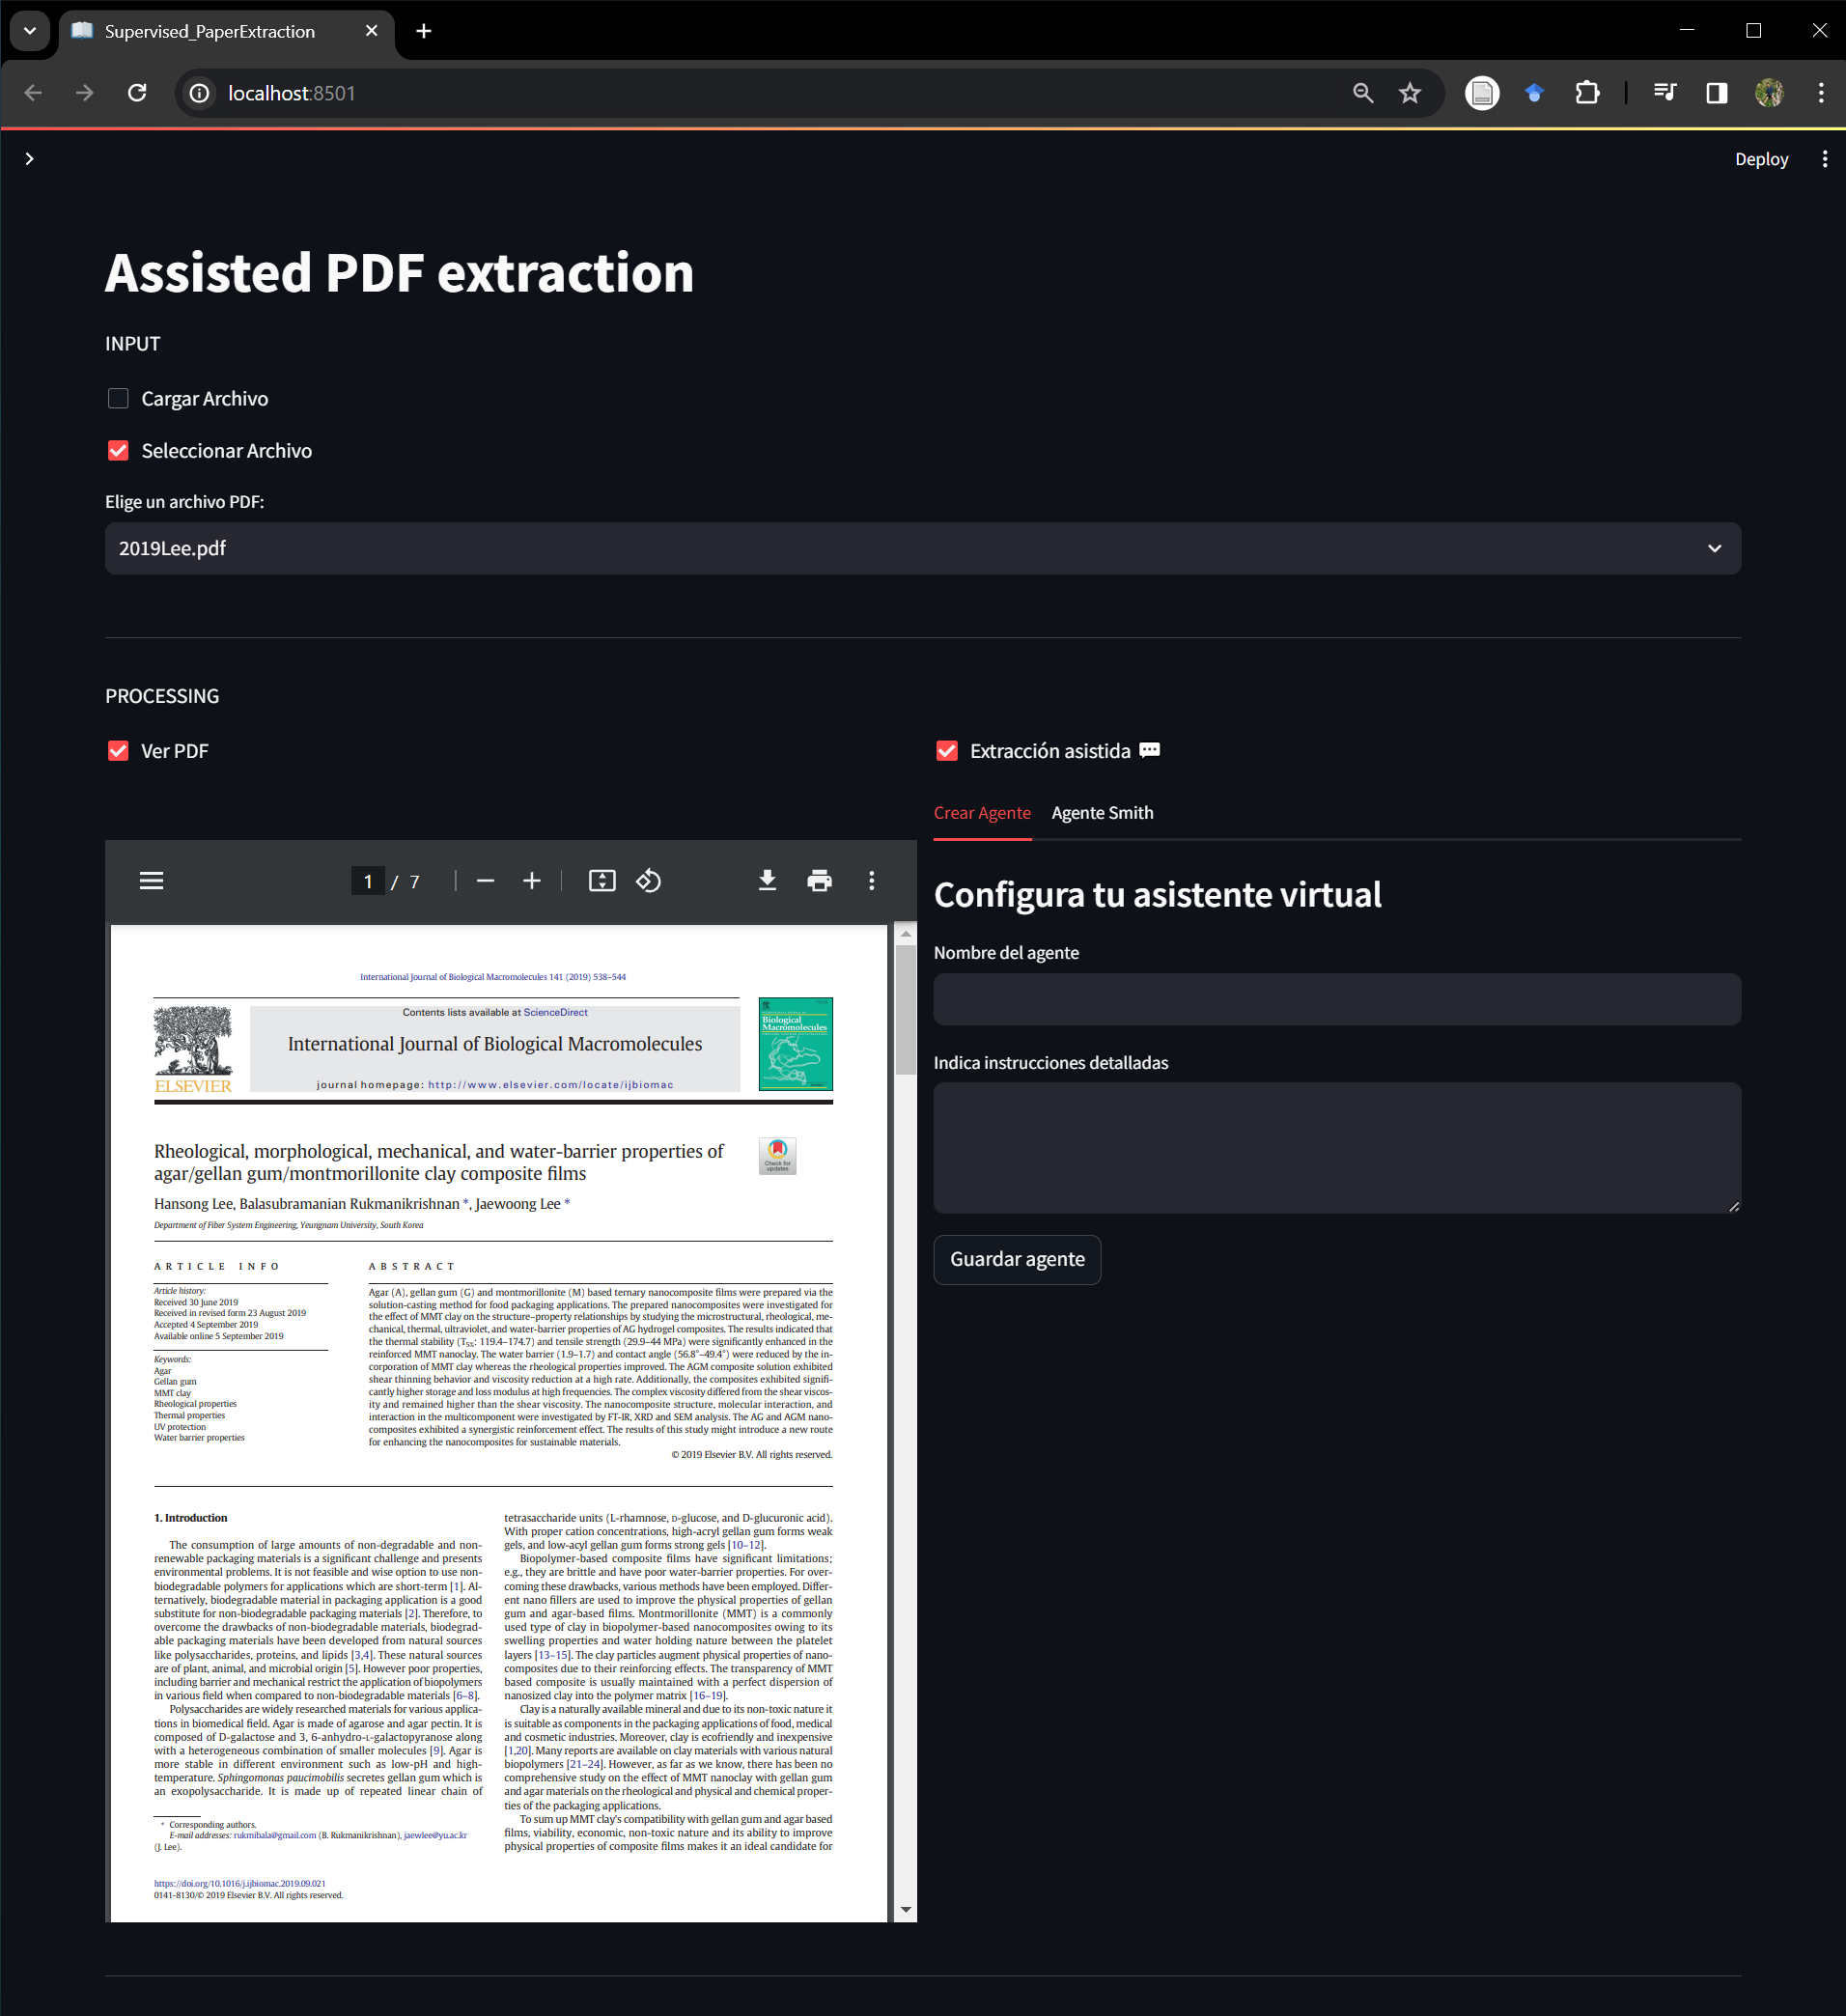 Supervised_PaperExtraction
localhost:8501
Deploy
Assisted PDF extraction
INPUT
Cargar Archivo
Seleccionar Archivo
Elige un archivo PDF:
2019Lee.pdf
PROCESSING
Ver PDF
1 / 7
International Journal of Biological Macromolecules 141 (2019) 538–544
ELSEVIER
Contents lists available at ScienceDirect
International Journal of Biological Macromolecules
journal homepage: http://www.elsevier.com/locate/ijbiomac
Biological
Macromolecules
Rheological, morphological, mechanical, and water-barrier properties of
agar/gellan gum/montmorillonite clay composite films
Check for
updates
Hansong Lee, Balasubramanian Rukmanikrishnan *, Jaewoong Lee *
Department of Fiber System Engineering, Yeungnam University, South Korea
ARTICLE INFO
Article history:
Received 30 June 2019
Received in revised form 23 August 2019
Accepted 4 September 2019
Available online 5 September 2019
Keywords:
Agar
Gellan gum
MMT clay
Rheological properties
Thermal properties
UV protection
Water barrier properties
ABSTRACT
Agar (A), gellan gum (G) and montmorillonite (M) based ternary nanocomposite films were prepared via the
solution-casting method for food packaging applications. The prepared nanocomposites were investigated for
the effect of MMT clay on the structure–property relationships by studying the microstructural, rheological, me-
chanical, thermal, ultraviolet, and water-barrier properties of AG hydrogel composites. The results indicated that
the thermal stability (T5%: 119.4–174.7) and tensile strength (29.9–44 MPa) were significantly enhanced in the
reinforced MMT nanoclay. The water barrier (1.9–1.7) and contact angle (56.8°–49.4°) were reduced by the in-
corporation of MMT clay whereas the rheological properties improved. The AGM composite solution exhibited
shear thinning behavior and viscosity reduction at a high rate. Additionally, the composites exhibited signifi-
cantly higher storage and loss modulus at high frequencies. The complex viscosity differed from the shear viscos-
ity and remained higher than the shear viscosity. The nanocomposite structure, molecular interaction, and
interaction in the multicomponent were investigated by FT-IR, XRD and SEM analysis. The AG and AGM nano-
composites exhibited a synergistic reinforcement effect. The results of this study might introduce a new route
for enhancing the nanocomposites for sustainable materials.
© 2019 Elsevier B.V. All rights reserved.
1. Introduction
The consumption of large amounts of non-degradable and non-
renewable packaging materials is a significant challenge and presents
environmental problems. It is not feasible and wise option to use non-
biodegradable polymers for applications which are short-term [1]. Al-
ternatively, biodegradable material in packaging application is a good
substitute for non-biodegradable packaging materials [2]. Therefore, to
overcome the drawbacks of non-biodegradable materials, biodegrad-
able packaging materials have been developed from natural sources
like polysaccharides, proteins, and lipids [3,4]. These natural sources
are of plant, animal, and microbial origin [5]. However poor properties,
including barrier and mechanical restrict the application of biopolymers
in various field when compared to non-biodegradable materials [6–8].
Polysaccharides are widely researched materials for various applica-
tions in biomedical field. Agar is made of agarose and agar pectin. It is
composed of D-galactose and 3, 6-anhydro-L-galactopyranose along
with a heterogeneous combination of smaller molecules [9]. Agar is
more stable in different environment such as low-pH and high-
temperature. Sphingomonas paucimobilis secretes gellan gum which is
an exopolysaccharide. It is made up of repeated linear chain of
* Corresponding authors.
E-mail addresses: rukmibala@gmail.com (B. Rukmanikrishnan), jaewlee@yu.ac.kr
(J. Lee).
https://doi.org/10.1016/j.ijbiomac.2019.09.021
0141-8130/© 2019 Elsevier B.V. All rights reserved.
tetrasaccharide units (L-rhamnose, D-glucose, and D-glucuronic acid).
With proper cation concentrations, high-acryl gellan gum forms weak
gels, and low-acyl gellan gum forms strong gels [10–12].
Biopolymer-based composite films have significant limitations;
e.g., they are brittle and have poor water-barrier properties. For over-
coming these drawbacks, various methods have been employed. Differ-
ent nano fillers are used to improve the physical properties of gellan
gum and agar-based films. Montmorillonite (MMT) is a commonly
used type of clay in biopolymer-based nanocomposites owing to its
swelling properties and water holding nature between the platelet
layers [13–15]. The clay particles augment physical properties of nano-
composites due to their reinforcing effects. The transparency of MMT
based composite is usually maintained with a perfect dispersion of
nanosized clay into the polymer matrix [16–19].
Clay is a naturally available mineral and due to its non-toxic nature it
is suitable as components in the packaging applications of food, medical
and cosmetic industries. Moreover, clay is ecofriendly and inexpensive
[1,20]. Many reports are available on clay materials with various natural
biopolymers [21–24]. However, as far as we know, there has been no
comprehensive study on the effect of MMT nanoclay with gellan gum
and agar materials on the rheological and physical and chemical proper-
ties of the packaging applications.
To sum up MMT clay's compatibility with gellan gum and agar based
films, viability, economic, non-toxic nature and its ability to improve
physical properties of composite films makes it an ideal candidate for
Extracción asistida
Crear Agente Agente Smith
Configura tu asistente virtual
Nombre del agente
Indica instrucciones detalladas
Guardar agente